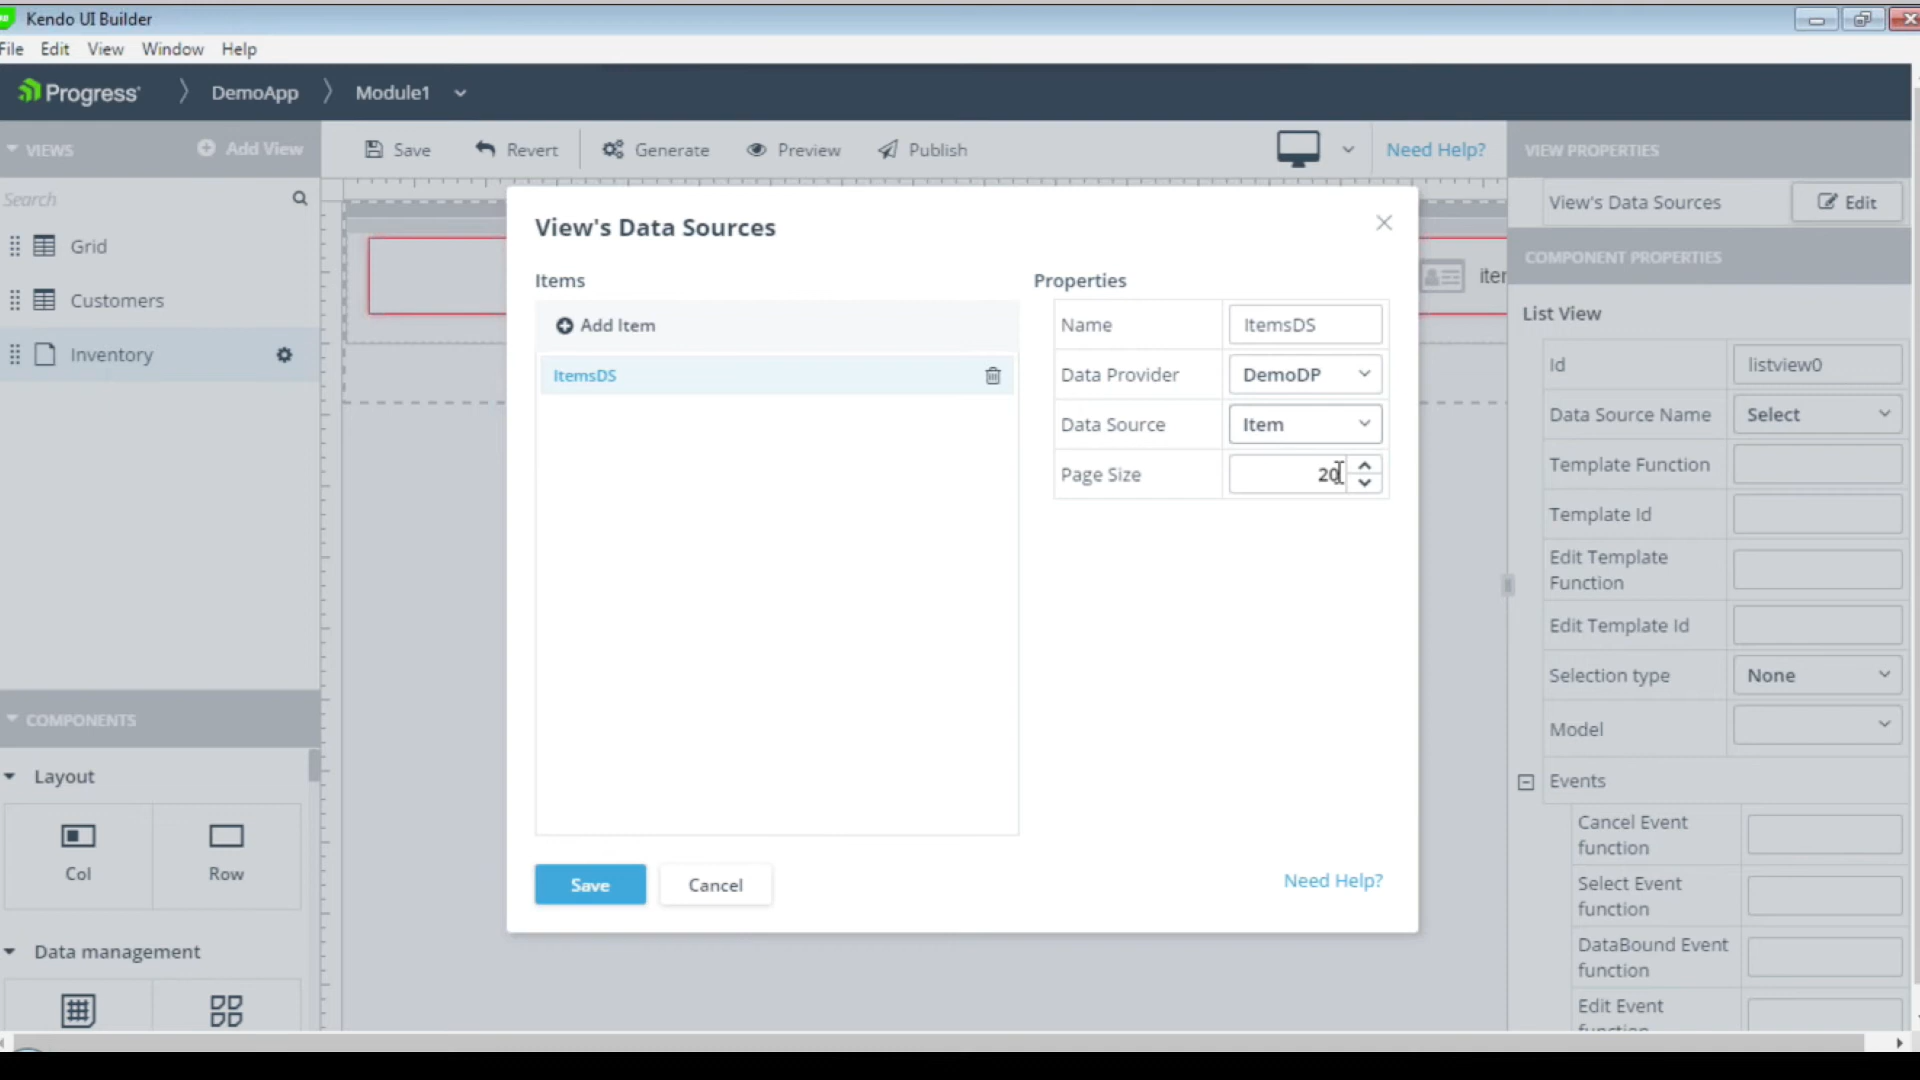 Kendo UI Builder
File Edit View Window Help
Progress DemoApp Module1
VIEWS Add View
Save Revert Generate Preview Publish Need Help?
VIEW PROPERTIES
Search
View's Data Sources Edit
Grid
Customers
Inventory
COMPONENT PROPERTIES
List View
Id listview0
Data Source Name Select
Template Function
Template Id
Edit Template
Function
Edit Template Id
Selection type None
Model
Events
Cancel Event
function
Select Event
function
DataBound Event
function
Edit Event
View's Data Sources
Items
Add Item
ItemsDS
Properties
Name ItemsDS
Data Provider DemoDP
Data Source Item
Page Size 20
Save Cancel Need Help?
COMPONENTS
Layout
Col Row
Data management